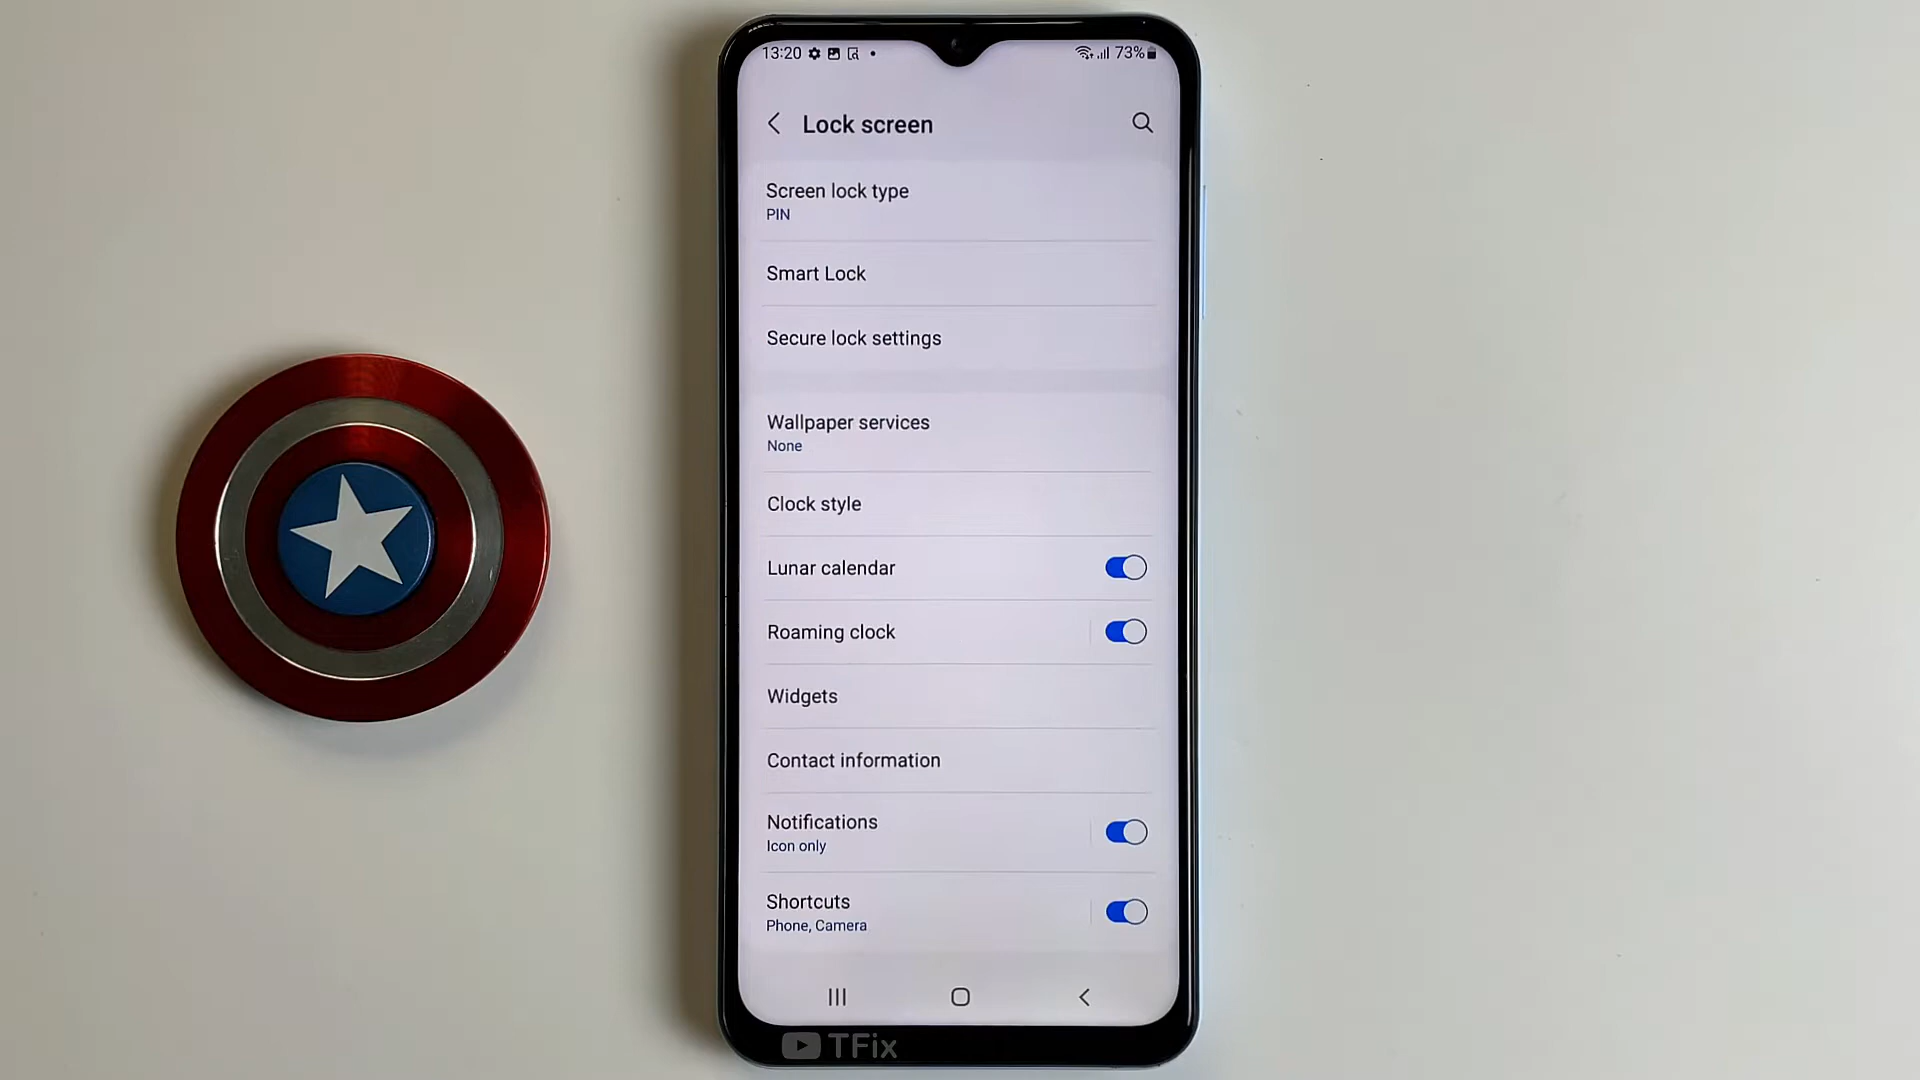 13:20 73%
Lock screen
Screen lock type
PIN
Smart Lock
Secure lock settings
Wallpaper services
None
Clock style
Lunar calendar
Roaming clock
Widgets
Contact information
Notifications
Icon only
Shortcuts
Phone, Camera
TFix